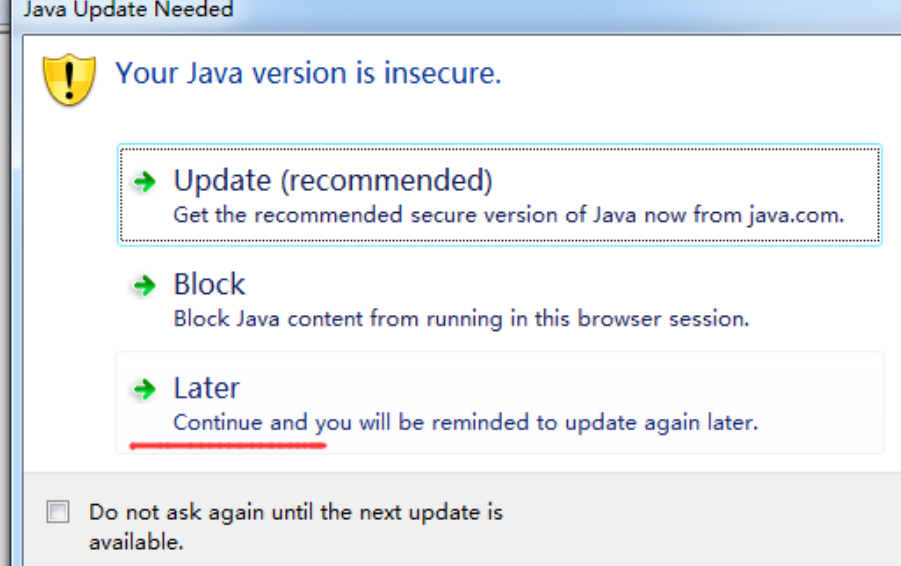 Java Update Needed
Your Java version is insecure.
Update (recommended)
Get the recommended secure version of Java now from java.com.
Block
Block Java content from running in this browser session.
Later
Continue and you will be reminded to update again later.
Do not ask again until the next update is
available.